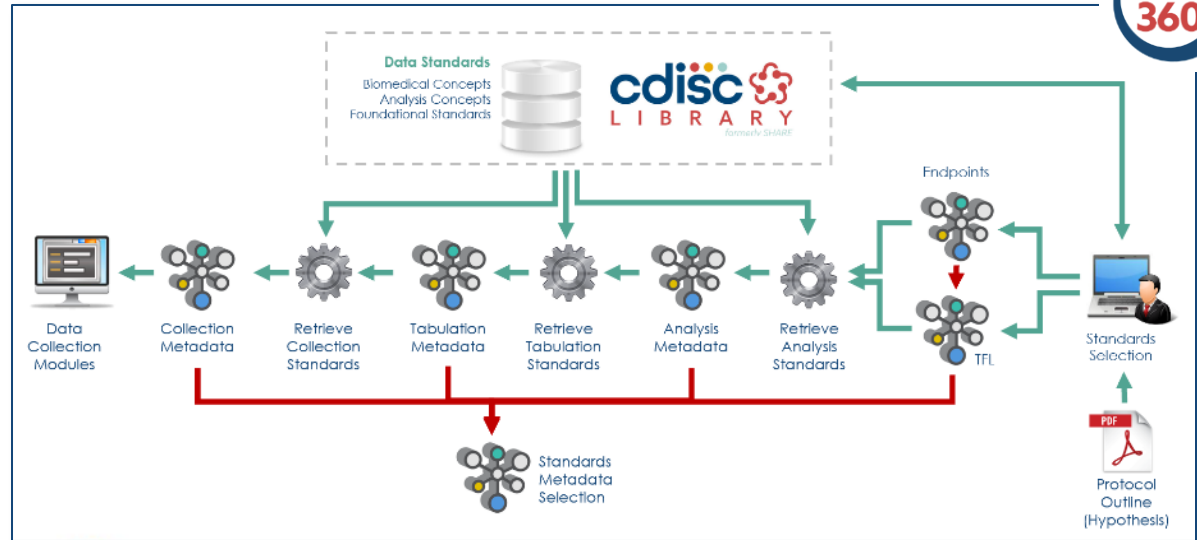 360
Data Standards
Biomedical Concepts
Analysis Concepts
Foundational Standards
cdisc
LIBRARY
formerly SHARE
Endpoints
TFL
Standards
Selection
PDF
Protocol
Outline
(Hypothesis)
Data
Collection
Modules
Collection
Metadata
Retrieve
Collection
Standards
Tabulation
Metadata
Retrieve
Tabulation
Standards
Analysis
Metadata
Retrieve
Analysis
Standards
Standards
Metadata
Selection